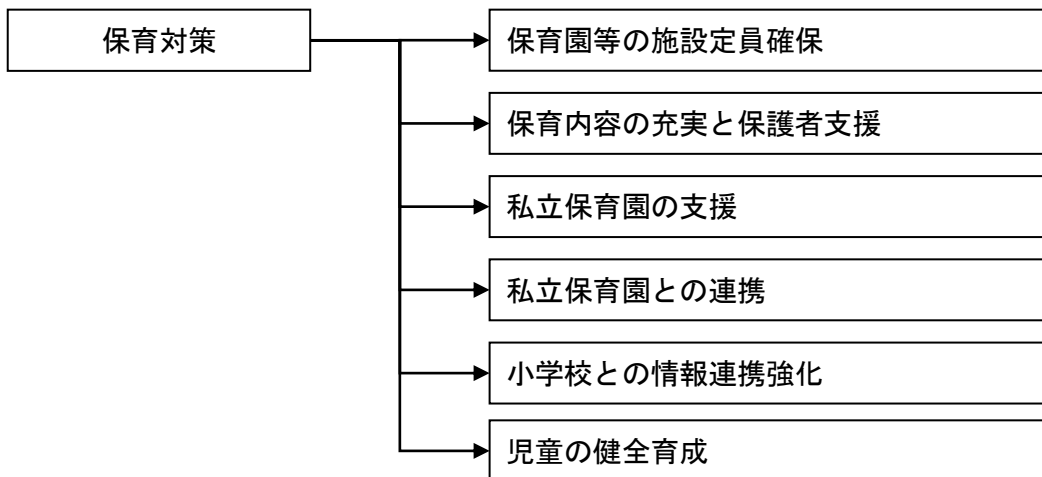 保育対策
保育園等の施設定員確保
保育内容の充実と保護者支援
私立保育園の支援
私立保育園との連携
小学校との情報連携強化
児童の健全育成